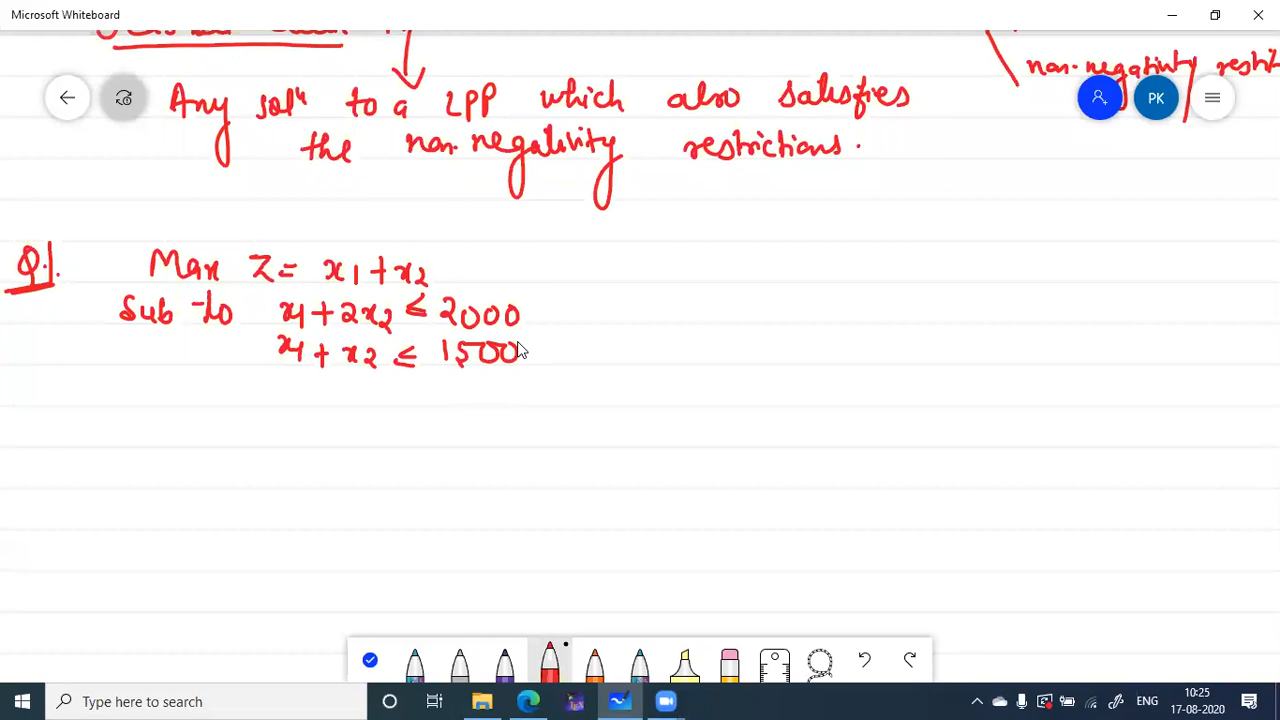 Microsoft Whiteboard
non-negativity restri
PK
Any solⁿ to a LPP which also satisfies
the non-negativity restrictions.
Q.1. Max Z = x₁ + x₂
Sub to x₁ + 2x₂ ≤ 2000
x₁ + x₂ ≤ 1500
Type here to search
ENG
10:25
17-08-2020